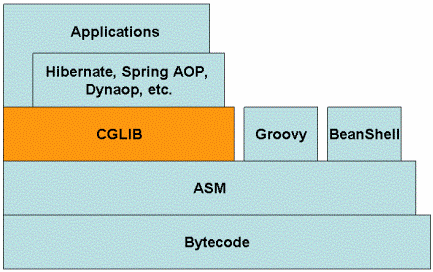 Applications
Hibernate, Spring AOP,
Dynaop, etc.
CGLIB
Groovy
BeanShell
ASM
Bytecode